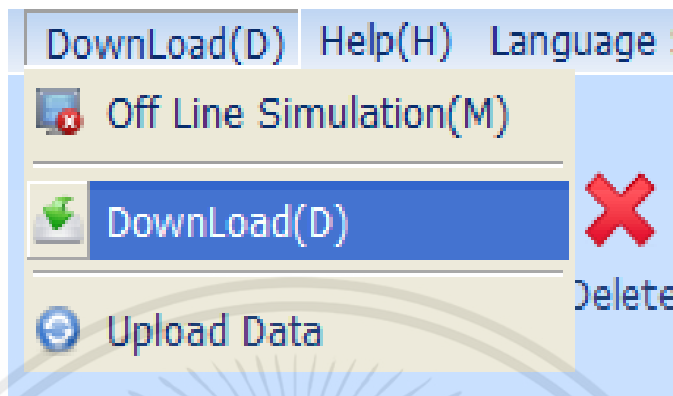 DownLoad(D) Help(H) Language
Off Line Simulation(M)
DownLoad(D)
Delete
Upload Data